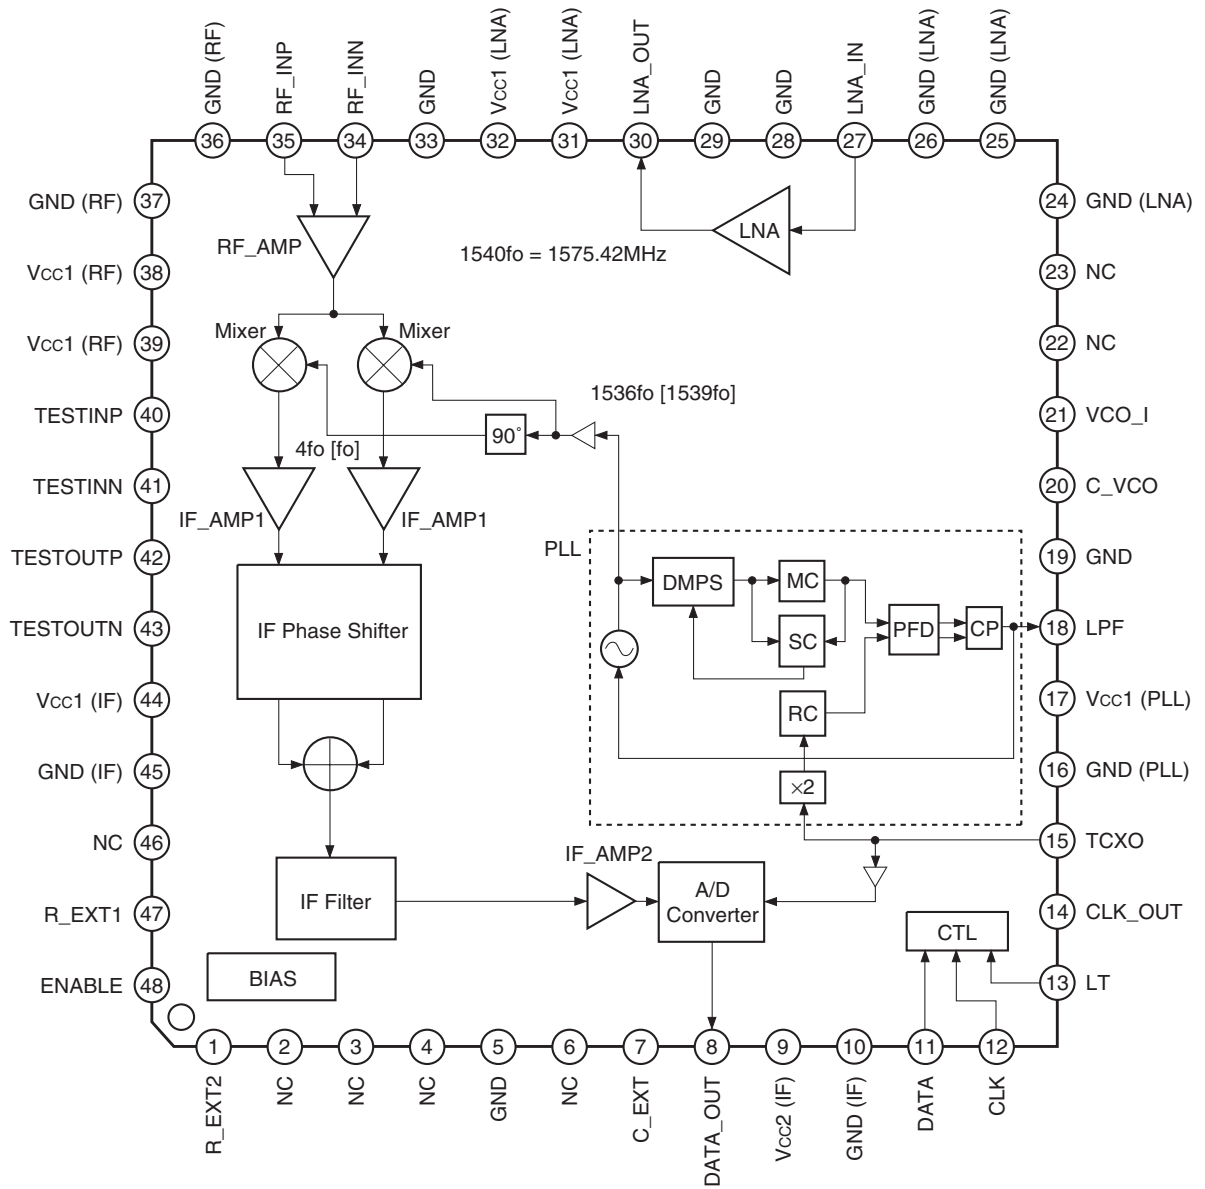 GND (RF)
RF_INP
RF_INN
GND
VCC1 (LNA)
VCC1 (LNA)
LNA_OUT
GND
GND
LNA_IN
GND (LNA)
GND (LNA)
36
35
34
33
32
31
30
29
28
27
26
25
GND (RF) 37
VCC1 (RF) 38
VCC1 (RF) 39
TESTINP 40
TESTINN 41
TESTOUTP 42
TESTOUTN 43
VCC1 (IF) 44
GND (IF) 45
NC 46
R_EXT1 47
ENABLE 48
24 GND (LNA)
23 NC
22 NC
21 VCO_I
20 C_VCO
19 GND
18 LPF
17 VCC1 (PLL)
16 GND (PLL)
15 TCXO
14 CLK_OUT
13 LT
RF_AMP
LNA
1540fo = 1575.42MHz
Mixer
Mixer
1536fo [1539fo]
90°
4fo [fo]
IF_AMP1
IF_AMP1
IF Phase Shifter
PLL
DMPS
MC
SC
PFD
CP
RC
×2
IF Filter
IF_AMP2
A/D
Converter
CTL
BIAS
1
2
3
4
5
6
7
8
9
10
11
12
R_EXT2
NC
NC
NC
GND
NC
C_EXT
DATA_OUT
VCC2 (IF)
GND (IF)
DATA
CLK